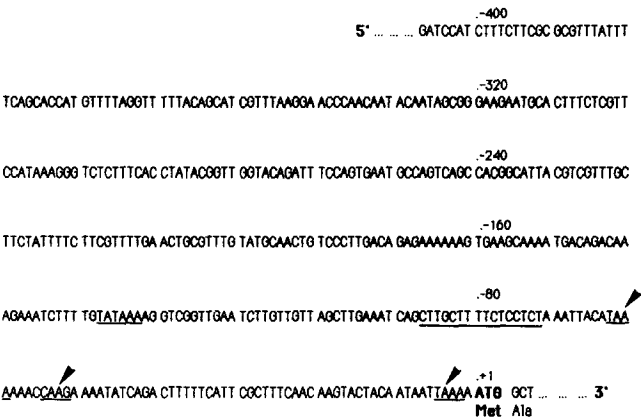 .-400
5' ... ... ... GATCCAT CTTTCTTCGC GCGTTTATTT
.-320
TCAGCACCAT GTTTTAGGTT TTTACAGCAT CGTTTAAGGA ACCCAACAAT ACAATAGCGG GAAGAATGCA CTTTCTCGTT
.-240
CCATAAAGGG TCTCTTTCAC CTATACGGTT GGTACAGATT TCCAGTGAAT GCCAGTCAGC CACGGCATTA CGTCGTTTGC
.-160
TTCTATTTTC TTCGTTTTGA ACTGCGTTTG TATGCAACTG TCCCTTGACA GAGAAAAAAG TGAAGCAAAA TGACAGACAA
.-80
AGAAATCTTT TGTATAAAAG GTCGGTTGAA TCTTGTTGTT AGCTTGAAAT CAGCTTGCTT TTCTCCTCTA AATTACATAA
.+1
AAAACCAAGA AAATATCAGA CTTTTTCATT CGCTTTCAAC AAGTACTACA ATAATTAAAA ATG GCT ... ... ... 3'
Met Ala